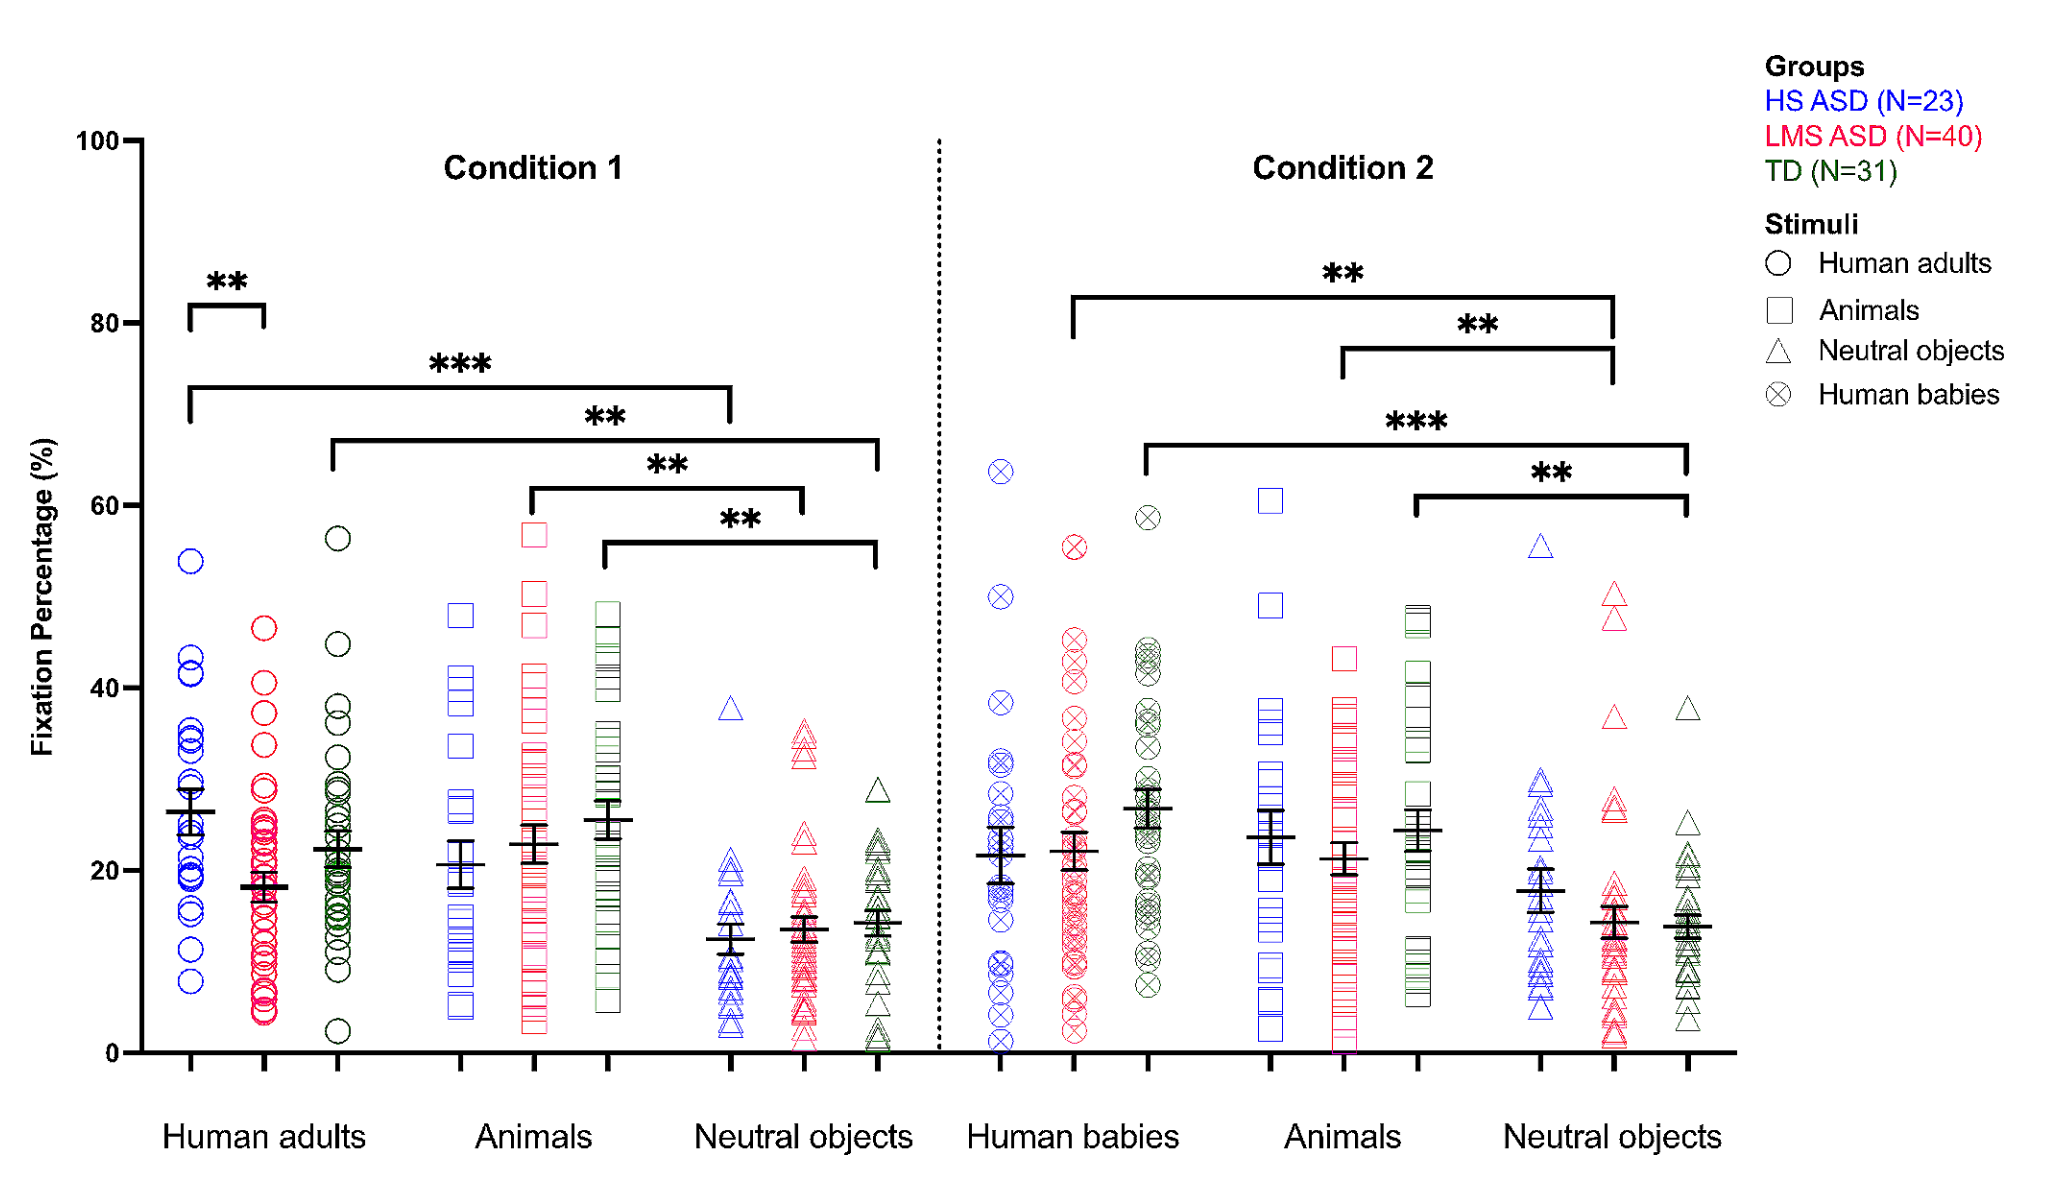 Groups
HS ASD (N=23)
LMS ASD (N=40)
TD (N=31)
Stimuli
Human adults
Animals
Neutral objects
Human babies
Condition 1
Condition 2
Fixation Percentage (%)
100
80
60
40
20
0
**
***
**
**
**
**
**
***
**
Human adults
Animals
Neutral objects
Human babies
Animals
Neutral objects